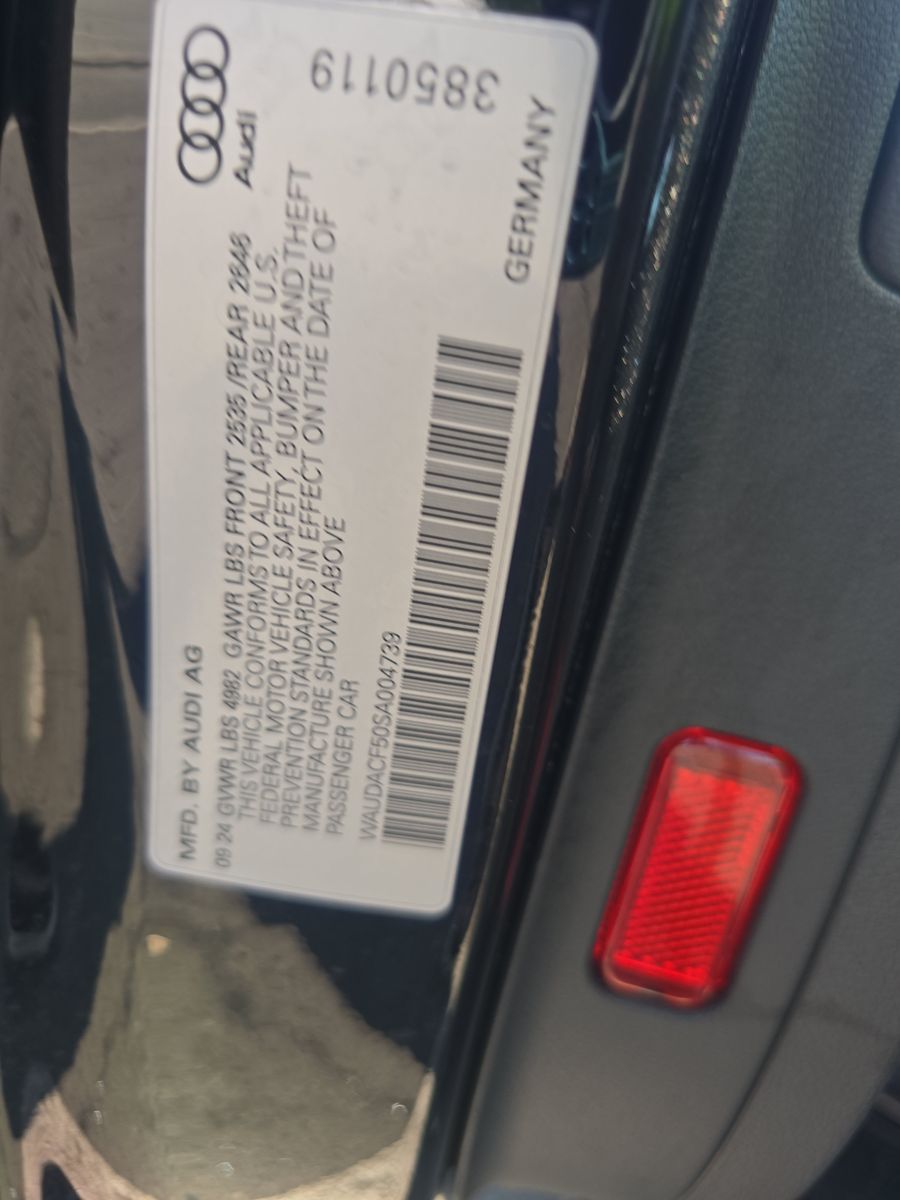 MFD. BY AUDI AG
Audi
09 24 GVWR LBS 4982 GAWR LBS FRONT 2535 /REAR 2646
THIS VEHICLE CONFORMS TO ALL APPLICABLE U.S.
FEDERAL MOTOR VEHICLE SAFETY, BUMPER AND THEFT
PREVENTION STANDARDS IN EFFECT ON THE DATE OF
MANUFACTURE SHOWN ABOVE
PASSENGER CAR
WAUDACF50SA004739
GERMANY
3850119